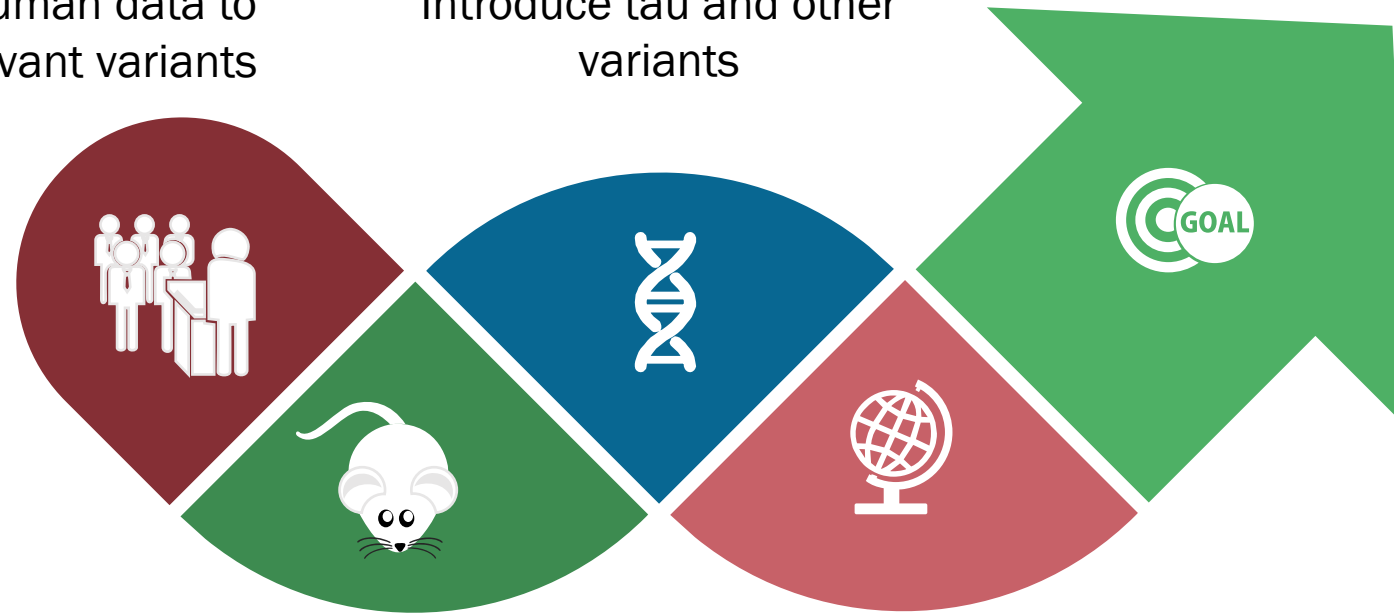 uman data to
vant variants
Introduce tau and other
variants
GOAL